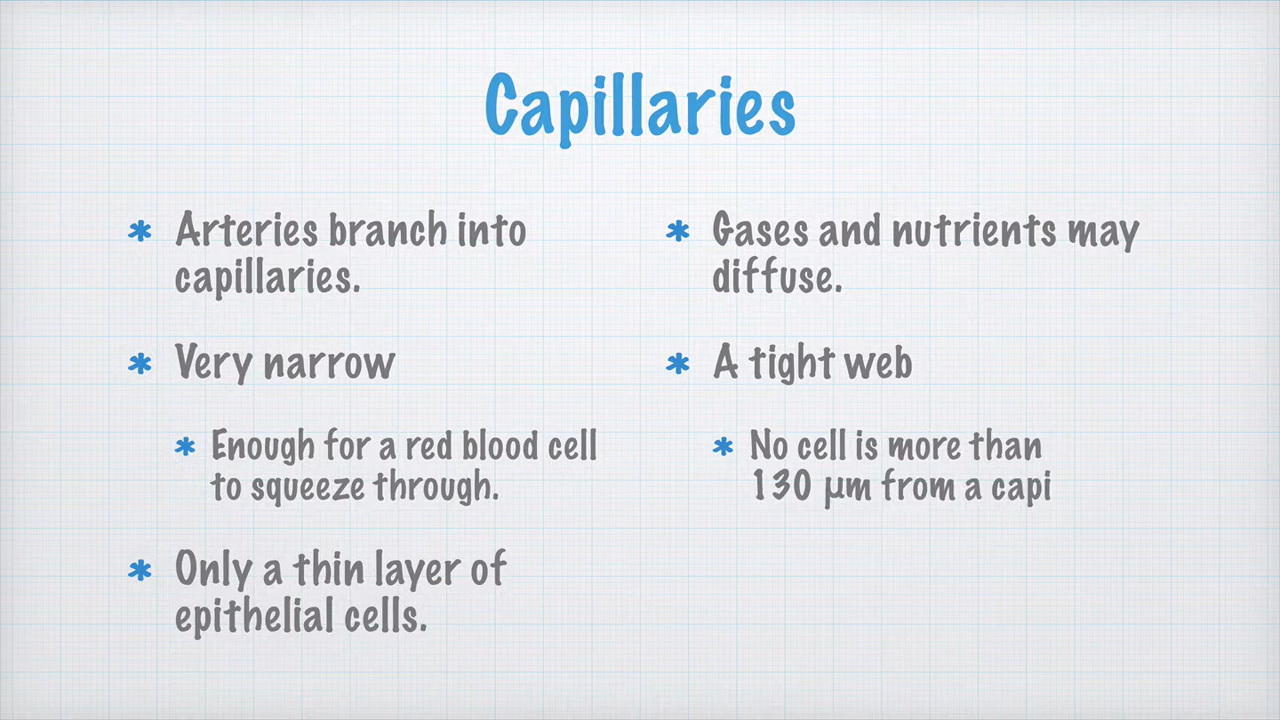 Capillaries
* Arteries branch into
capillaries.
* Very narrow
* Enough for a red blood cell
to squeeze through.
* Only a thin layer of
epithelial cells.
* Gases and nutrients may
diffuse.
* A tight web
* No cell is more than
130 μm from a capi